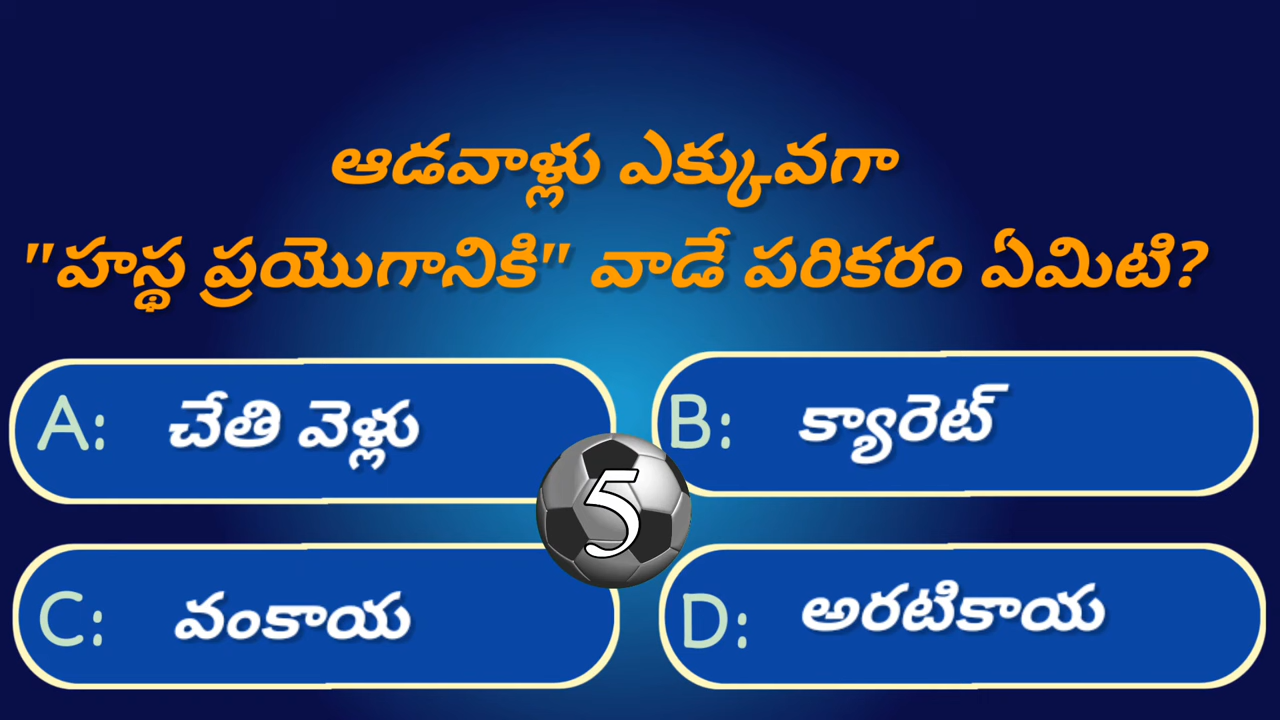 ఆడవాళ్లు ఎక్కువగా
"హస్థ ప్రయొగానికి" వాడే పరికరం ఏమిటి?
A: చేతి వెళ్లు
B: క్యారెట్
5
C: వంకాయ
D: అరటికాయ